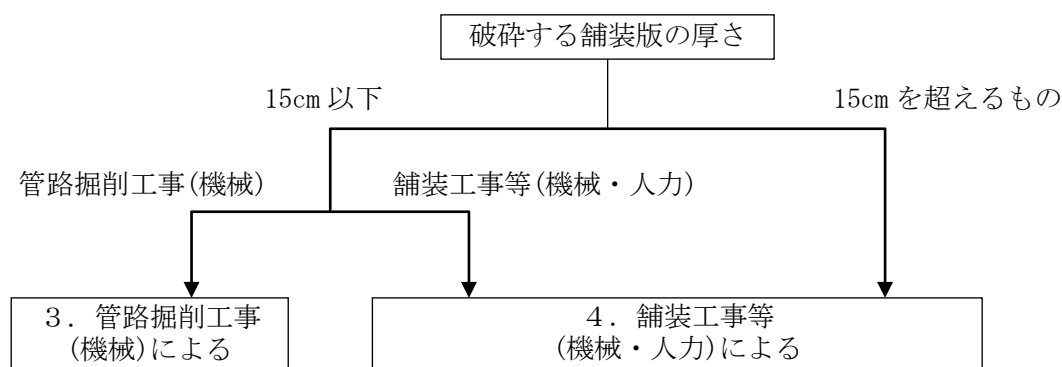 破砕する舗装版の厚さ
15cm 以下
15cm を超えるもの
管路掘削工事(機械)
舗装工事等(機械・人力)
３．管路掘削工事
(機械)による
４．舗装工事等
(機械・人力)による